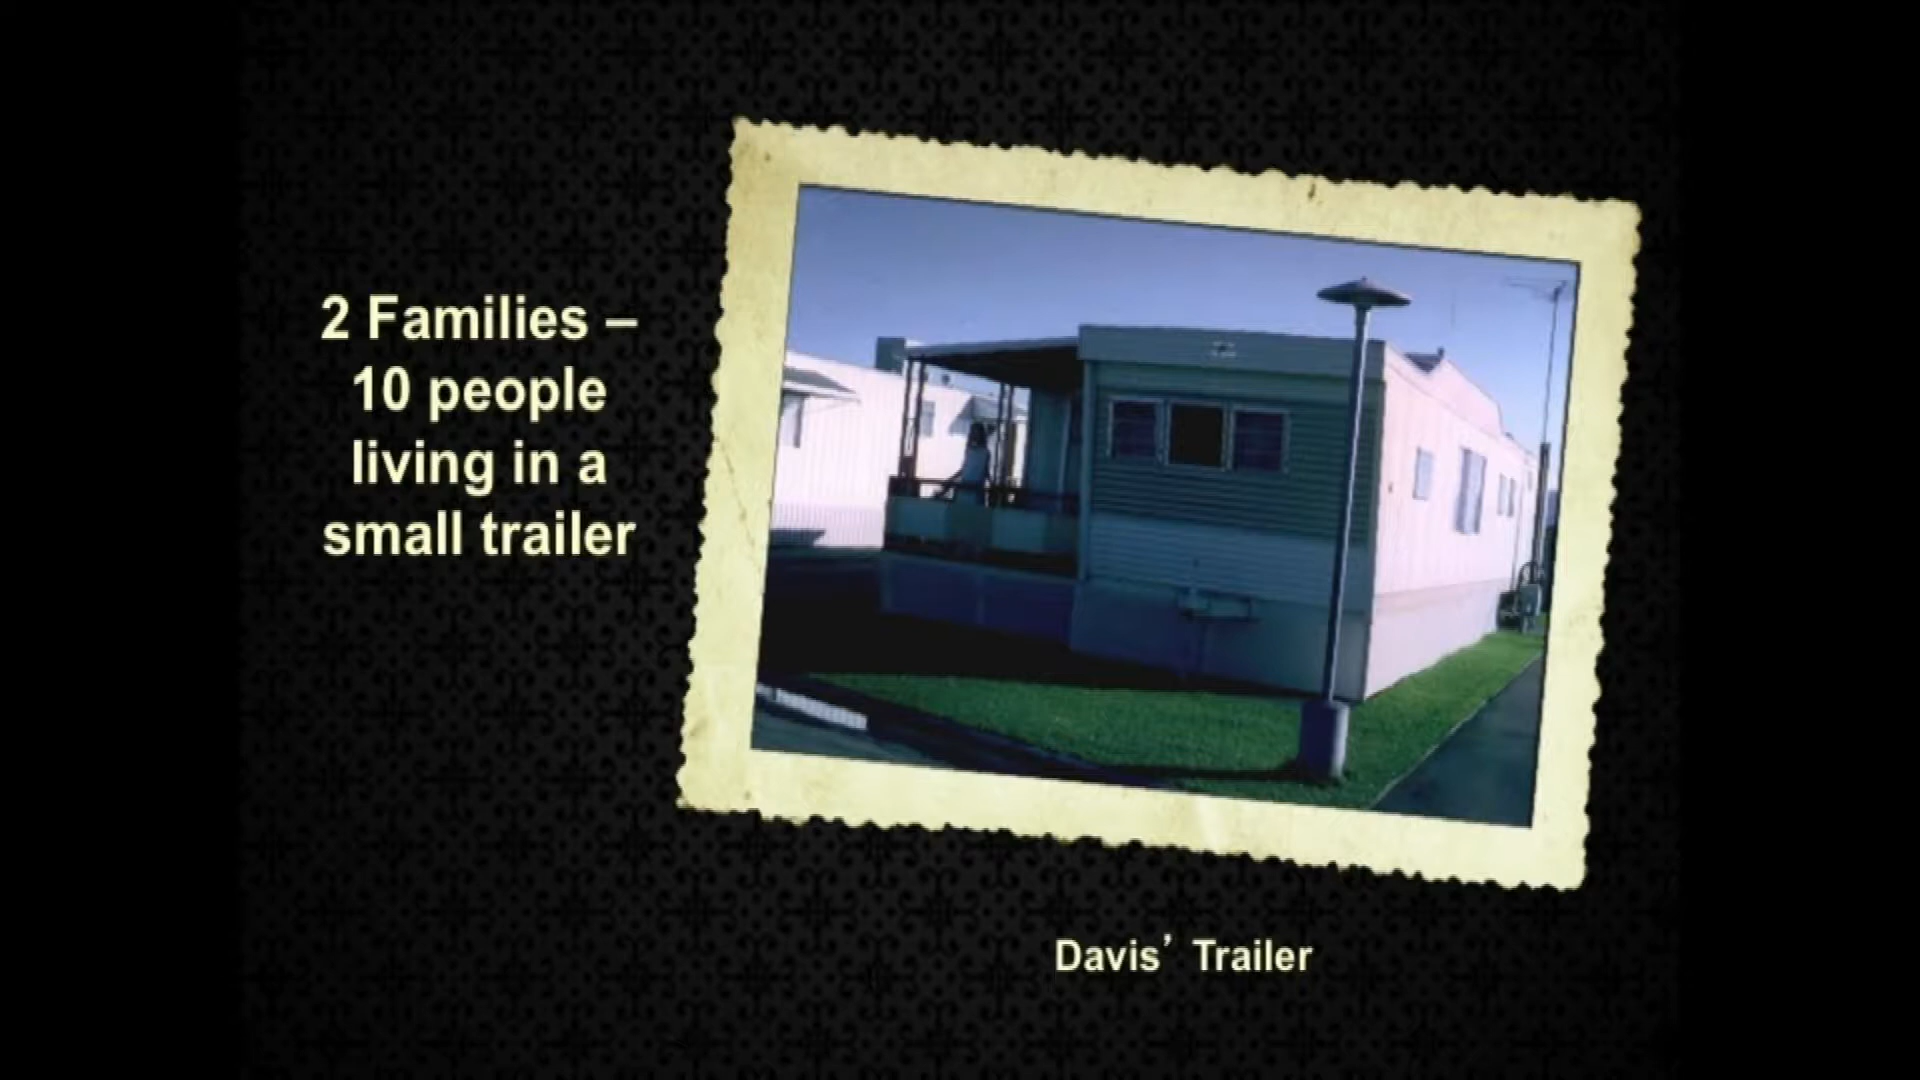 2 Families –
10 people
living in a
small trailer
Davis’ Trailer